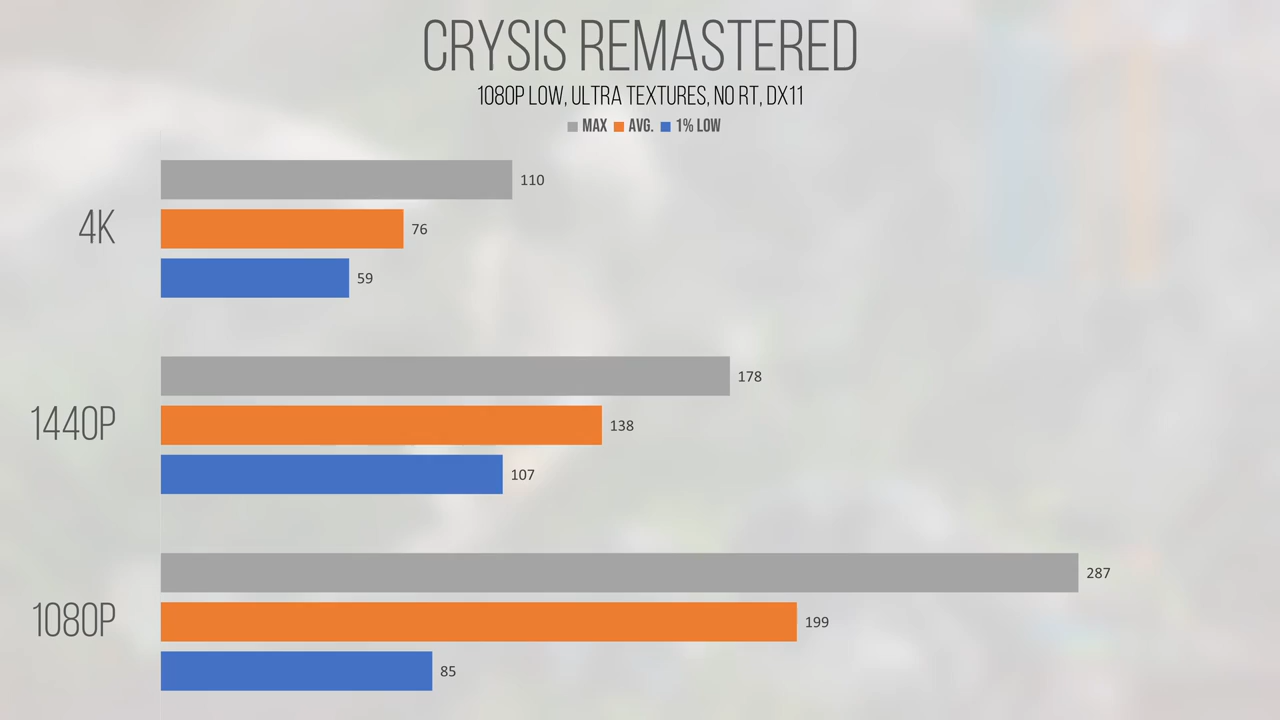 CRYSIS REMASTERED
1080P LOW, ULTRA TEXTURES, NO RT, DX11
MAX AVG. 1% LOW
110
4K 76
59
178
1440P 138
107
287
1080P 199
85